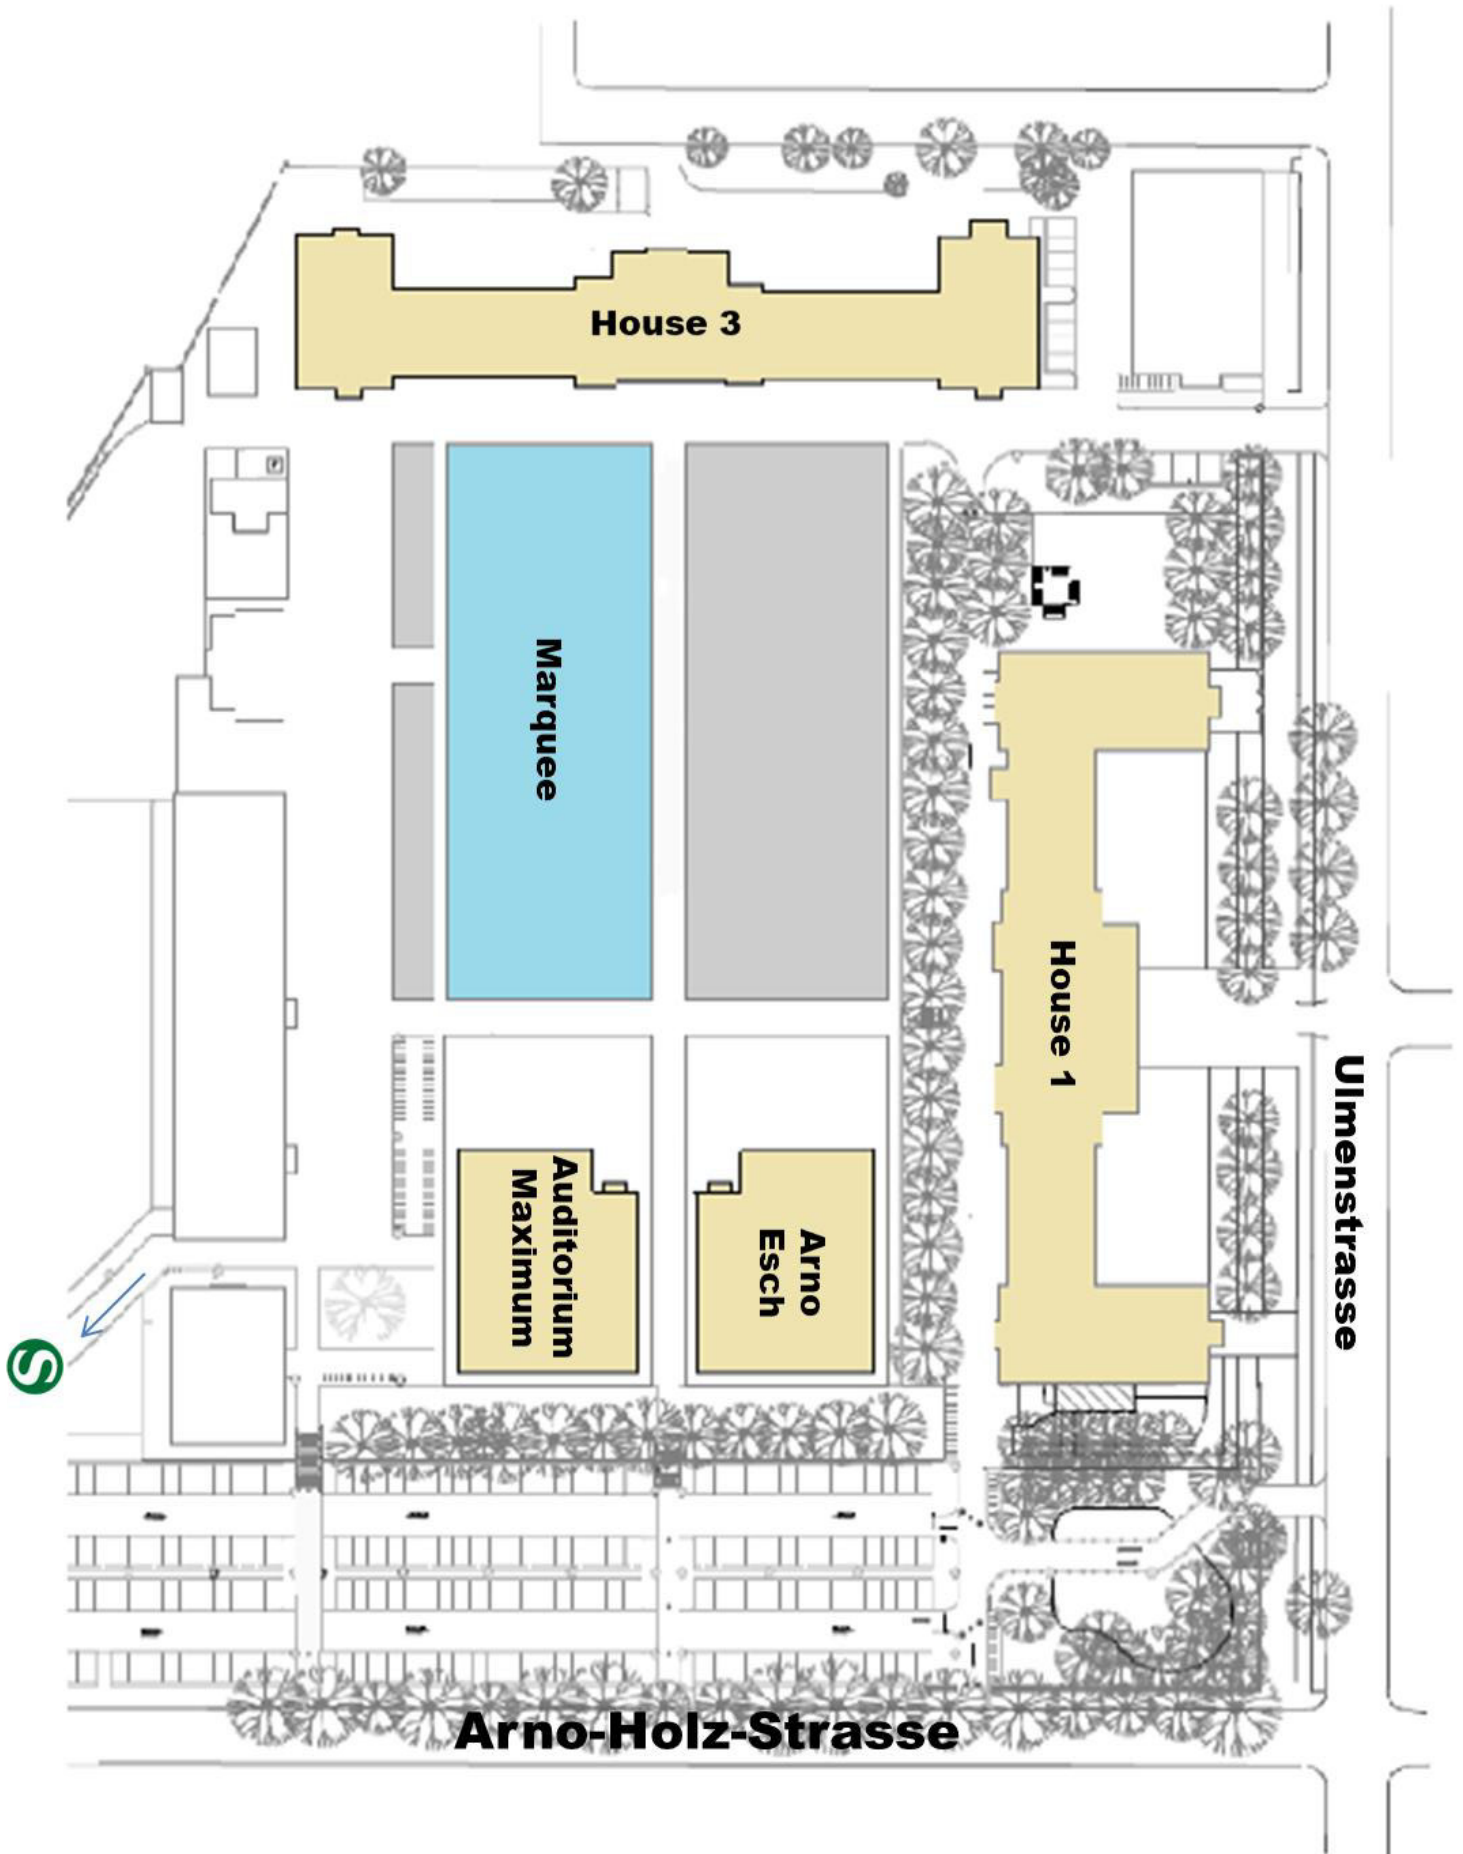 House 3
P
Marquee
House 1
Ulmenstrasse
Auditorium
Maximum
Arno
Esch
S
Arno-Holz-Strasse